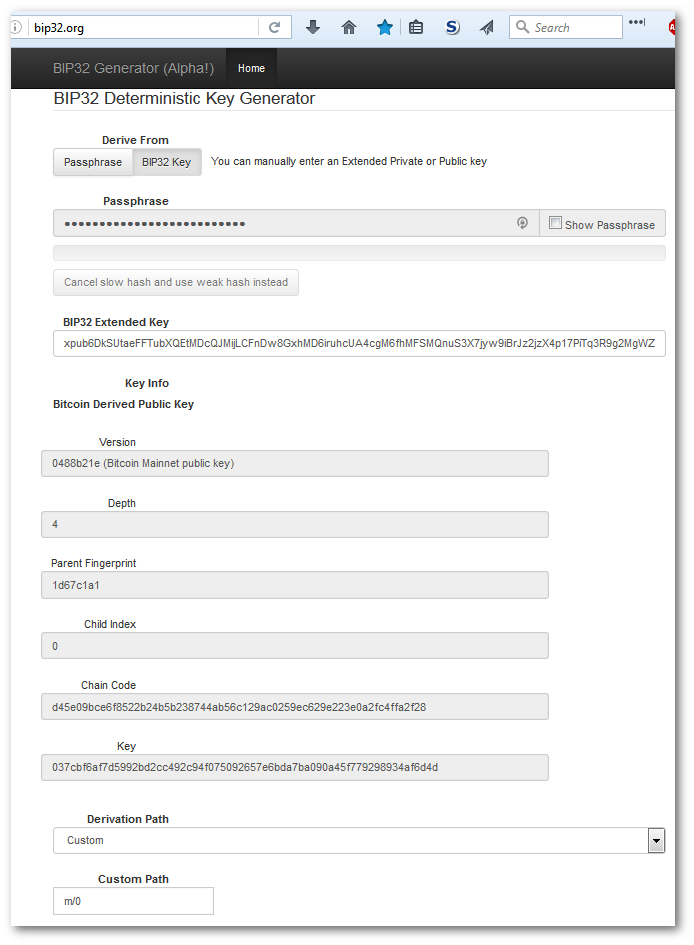 bip32.org
Search
BIP32 Generator (Alpha!) Home
BIP32 Deterministic Key Generator
Derive From
Passphrase BIP32 Key You can manually enter an Extended Private or Public key
Passphrase
Show Passphrase
Cancel slow hash and use weak hash instead
BIP32 Extended Key
xpub6DkSUtaeFFTubXQEtMDcQJMijLCFnDw8GxhMD6iruhcUA4cgM6fhMFSMQnuS3X7jyw9iBrJz2jzX4p17PiTq3R9g2MgWZ
Key Info
Bitcoin Derived Public Key
Version
0488b21e (Bitcoin Mainnet public key)
Depth
4
Parent Fingerprint
1d67c1a1
Child Index
0
Chain Code
d45e09bce6f8522b24b5b238744ab56c129ac0259ec629e223e0a2fc4ffa2f28
Key
037cbf6af7d5992bd2cc492c94f075092657e6bda7ba090a45f779298934af6d4d
Derivation Path
Custom
Custom Path
m/0